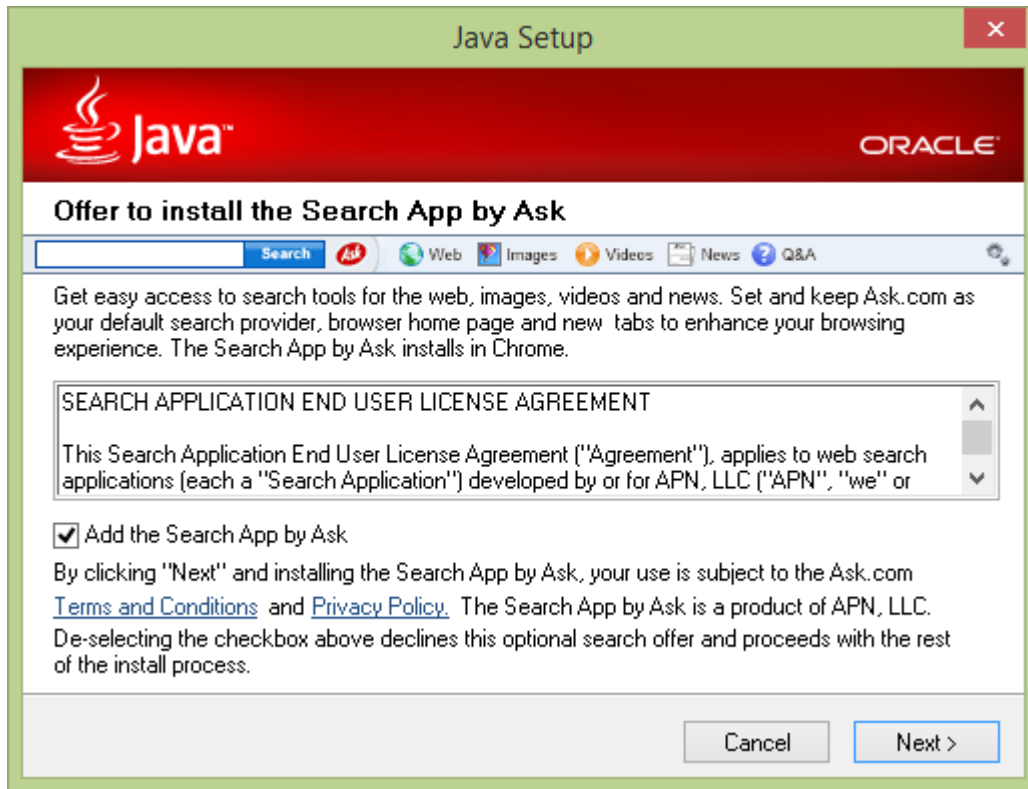 Java Setup
Java™
ORACLE
Offer to install the Search App by Ask
Search Ask Web Images Videos News Q&A
Get easy access to search tools for the web, images, videos and news. Set and keep Ask.com as
your default search provider, browser home page and new tabs to enhance your browsing
experience. The Search App by Ask installs in Chrome.
SEARCH APPLICATION END USER LICENSE AGREEMENT
This Search Application End User License Agreement ("Agreement"), applies to web search
applications (each a "Search Application") developed by or for APN, LLC ("APN", "we" or
Add the Search App by Ask
By clicking "Next" and installing the Search App by Ask, your use is subject to the Ask.com
Terms and Conditions and Privacy Policy. The Search App by Ask is a product of APN, LLC.
De-selecting the checkbox above declines this optional search offer and proceeds with the rest
of the install process.
Cancel Next >